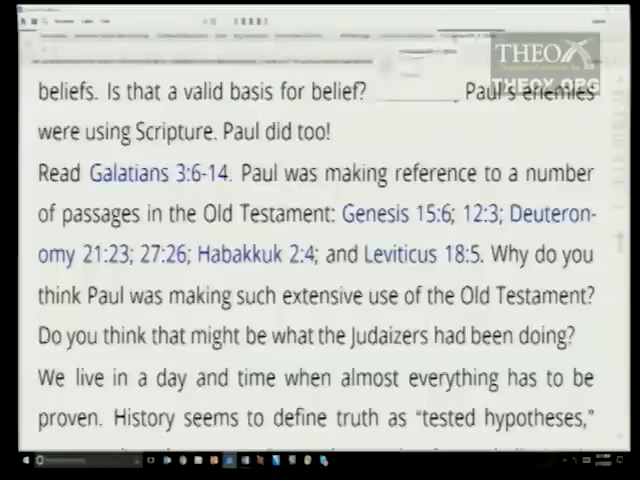 THEOX
THEOX.ORG
beliefs. Is that a valid basis for belief? ____________. Paul's enemies
were using Scripture. Paul did too!
Read Galatians 3:6-14. Paul was making reference to a number
of passages in the Old Testament: Genesis 15:6; 12:3; Deuteron-
omy 21:23; 27:26; Habakkuk 2:4; and Leviticus 18:5. Why do you
think Paul was making such extensive use of the Old Testament?
Do you think that might be what the Judaizers had been doing?
We live in a day and time when almost everything has to be
proven. History seems to define truth as “tested hypotheses,”